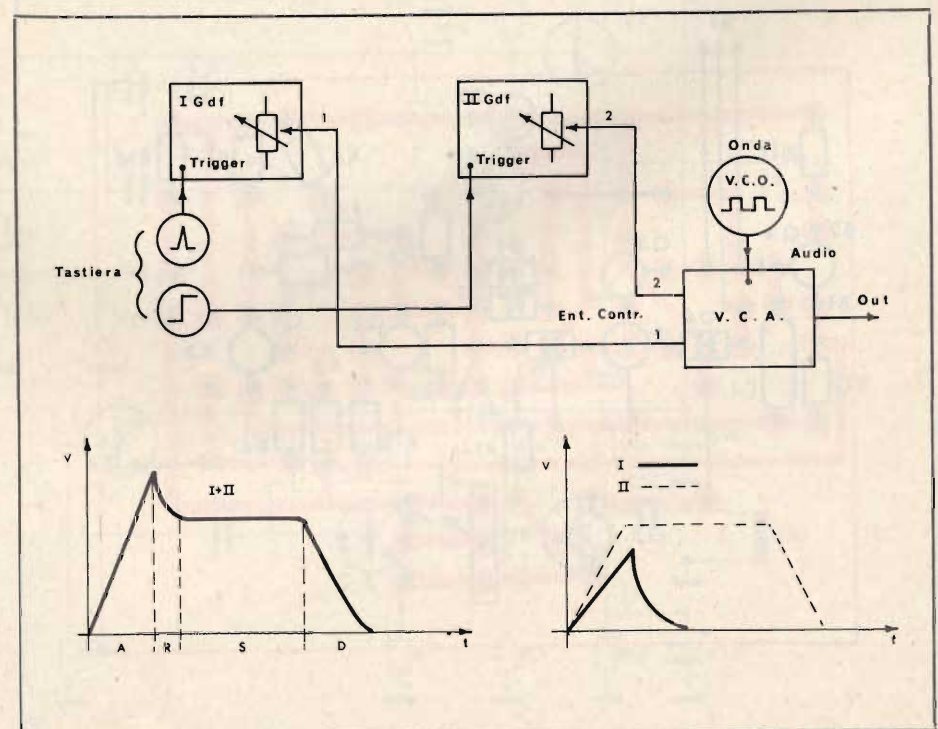 I Gdf
1
Trigger
II Gdf
2
Trigger
Onda
V.C.O.
Audio
Tastiera
2
Ent. Contr.
1
V. C. A.
Out
V
I+II
A
R
S
D
t
V
I
II
t